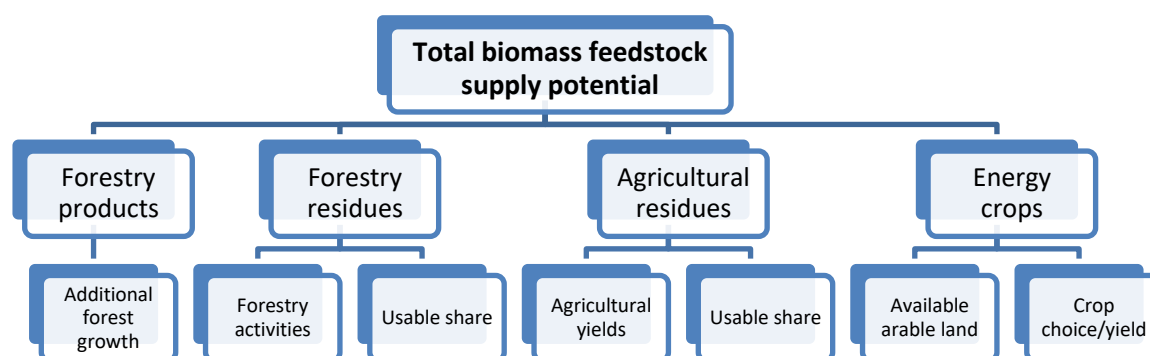 Total biomass feedstock
supply potential
Forestry
products
Forestry
residues
Agricultural
residues
Energy
crops
Additional
forest
growth
Forestry
activities
Usable share
Agricultural
yields
Usable share
Available
arable land
Crop
choice/yield